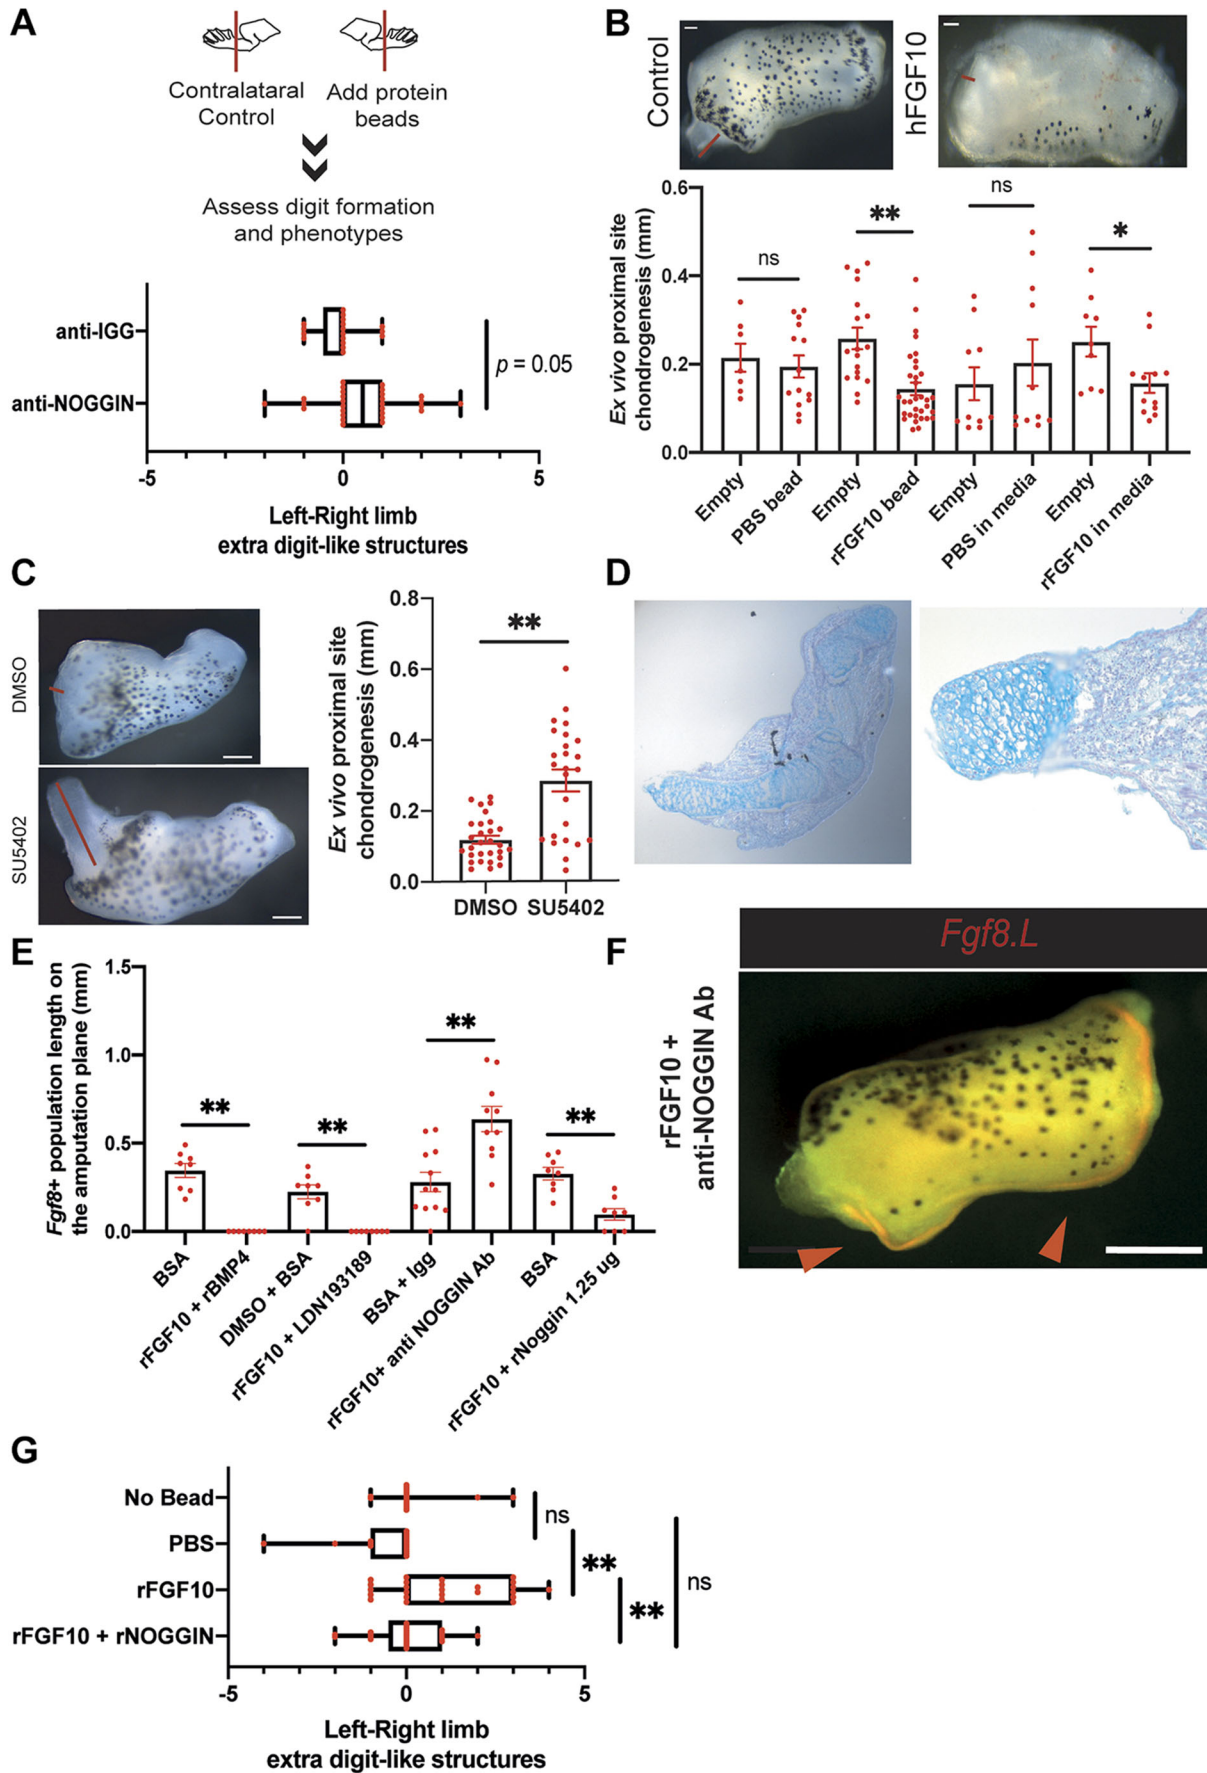 A
Contralataral
Control
Add protein
beads
Assess digit formation
and phenotypes
anti-IGG
anti-NOGGIN
p = 0.05
-5
0
5
Left-Right limb
extra digit-like structures
B
Control
hFGF10
Ex vivo proximal site
chondrogenesis (mm)
0.6
0.4
0.2
0.0
ns
**
ns
*
Empty
PBS bead
Empty
rFGF10 bead
Empty
PBS in media
Empty
rFGF10 in media
C
DMSO
SU5402
Ex vivo proximal site
chondrogenesis (mm)
0.8
0.6
0.4
0.2
0.0
**
DMSO
SU5402
D
E
Fgf8+ population length on
the amputation plane (mm)
1.5
1.0
0.5
0.0
**
**
**
**
BSA
rFGF10 + rBMP4
DMSO + BSA
rFGF10 + LDN193189
BSA + Igg
rFGF10+ anti NOGGIN Ab
BSA
rFGF10 + rNoggin 1.25 ug
F
Fgf8.L
rFGF10 +
anti-NOGGIN Ab
G
No Bead
PBS
rFGF10
rFGF10 + rNOGGIN
ns
**
**
ns
-5
0
5
Left-Right limb
extra digit-like structures